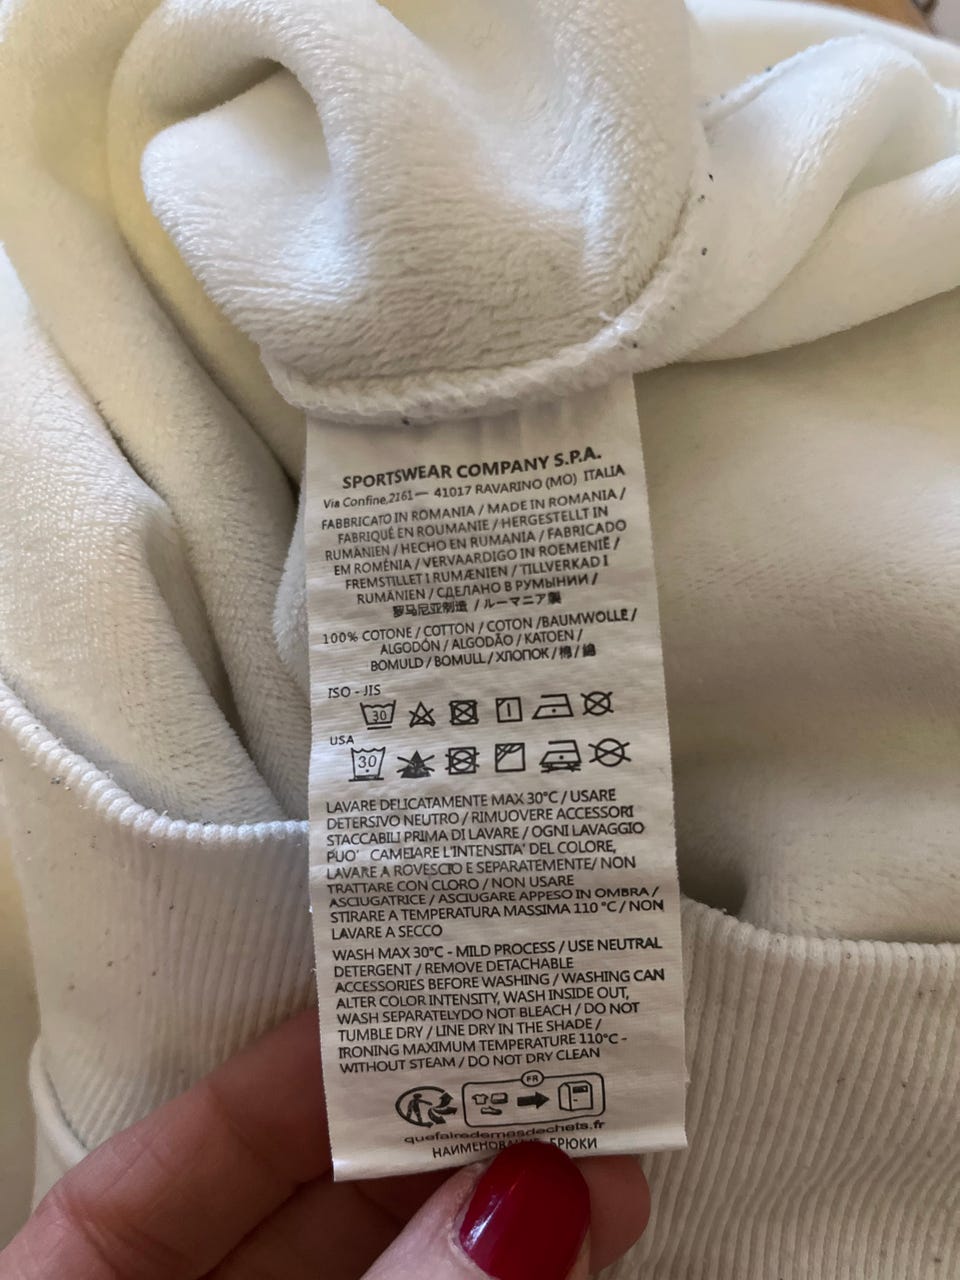 SPORTSWEAR COMPANY S.P.A.
Via Confine,2161— 41017 RAVARINO (MO) ITALIA
FABBRICATO IN ROMANIA / MADE IN ROMANIA /
FABRIQUÉ EN ROUMANIE / HERGESTELLT IN
RUMÄNIEN / HECHO EN RUMANIA / FABRICADO
EM ROMÉNIA / VERVAARDIGO IN ROEMENIË /
FREMSTILLET I RUMÆNIEN / TILLVERKAD I
RUMÄNIEN / СДЕЛАНО В РУМЫНИИ /
罗马尼亚制造 / ルーマニア製
100% COTONE / COTTON / COTON /BAUMWOLLE /
ALGODÓN / ALGODÃO / KATOEN /
BOMULD / BOMULL / ХЛОПОК / 棉 / 綿
ISO - JIS
30
USA
30
LAVARE DELICATAMENTE MAX 30°C / USARE
DETERSIVO NEUTRO / RIMUOVERE ACCESSORI
STACCABILI PRIMA DI LAVARE / OGNI LAVAGGIO
PUO' CAMBIARE L'INTENSITA' DEL COLORE,
LAVARE A ROVESCIO E SEPARATEMENTE/ NON
TRATTARE CON CLORO / NON USARE
ASCIUGATRICE / ASCIUGARE APPESO IN OMBRA /
STIRARE A TEMPERATURA MASSIMA 110 °C / NON
LAVARE A SECCO
WASH MAX 30°C - MILD PROCESS / USE NEUTRAL
DETERGENT / REMOVE DETACHABLE
ACCESSORIES BEFORE WASHING / WASHING CAN
ALTER COLOR INTENSITY, WASH INSIDE OUT,
WASH SEPARATELYDO NOT BLEACH / DO NOT
TUMBLE DRY / LINE DRY IN THE SHADE /
IRONING MAXIMUM TEMPERATURE 110°C -
WITHOUT STEAM / DO NOT DRY CLEAN
FR
quefairedemesdechets.fr
БРЮКИ